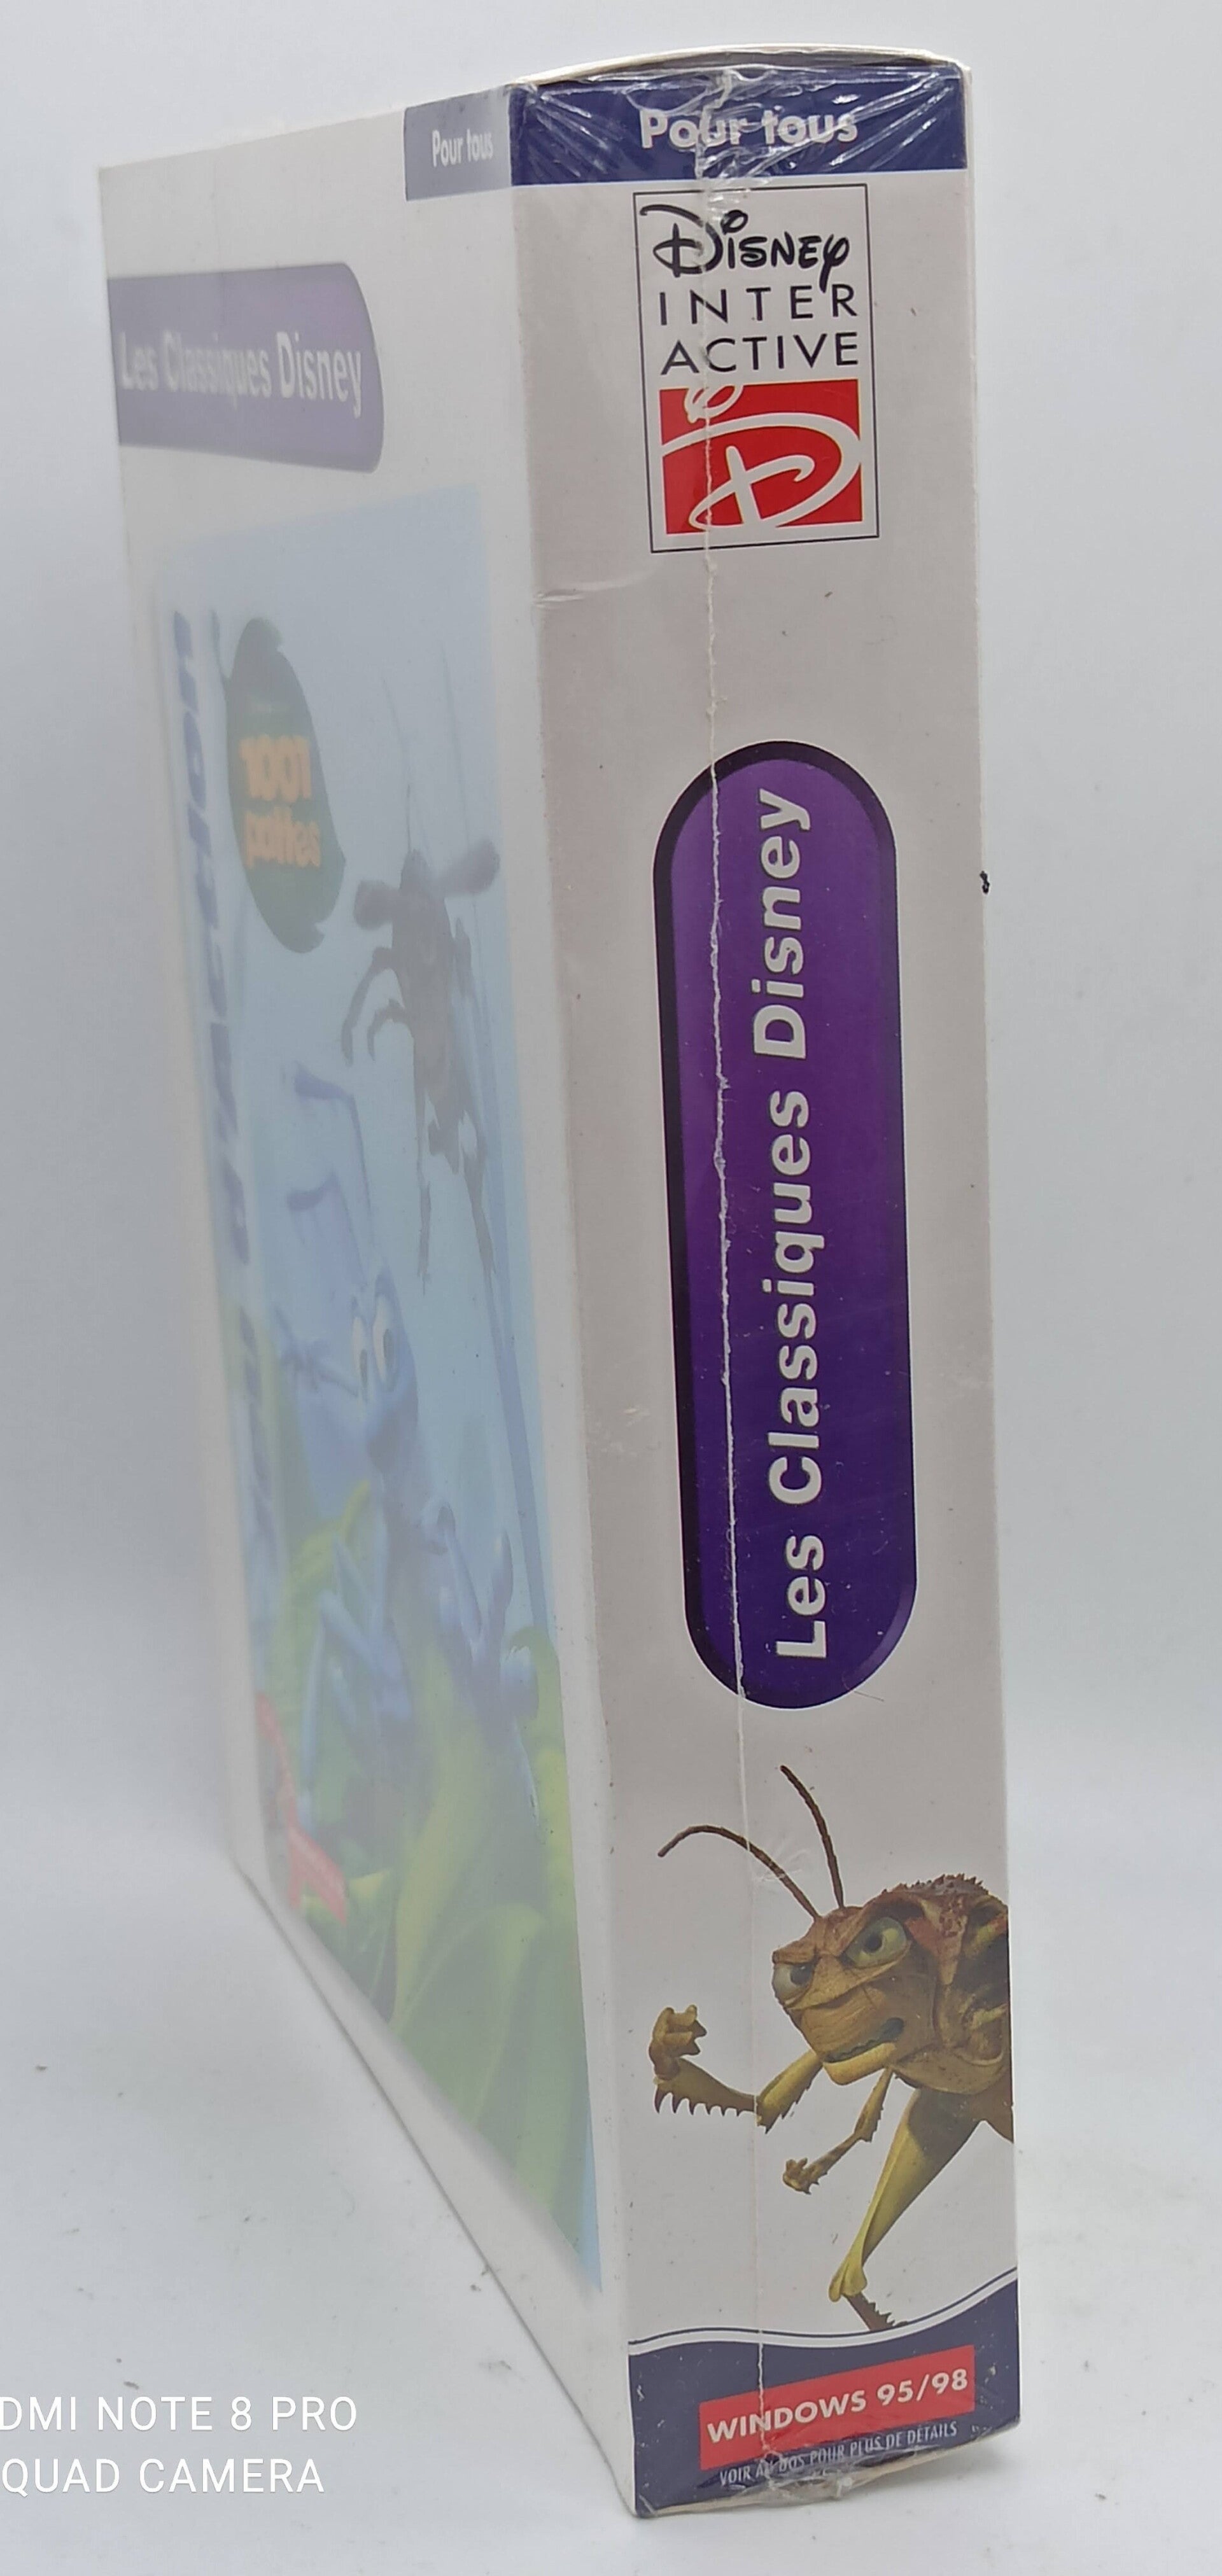 Pour tous
Les Classiques Disney
1001
pattes
Pour tous
Disney
INTER
ACTIVE
Les Classiques Disney
WINDOWS 95/98
VOIR AU DOS POUR PLUS DE DÉTAILS
DMI NOTE 8 PRO
QUAD CAMERA